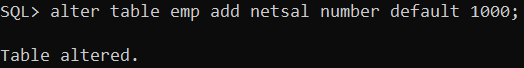 SQL> alter table emp add netsal number default 1000;
Table altered.